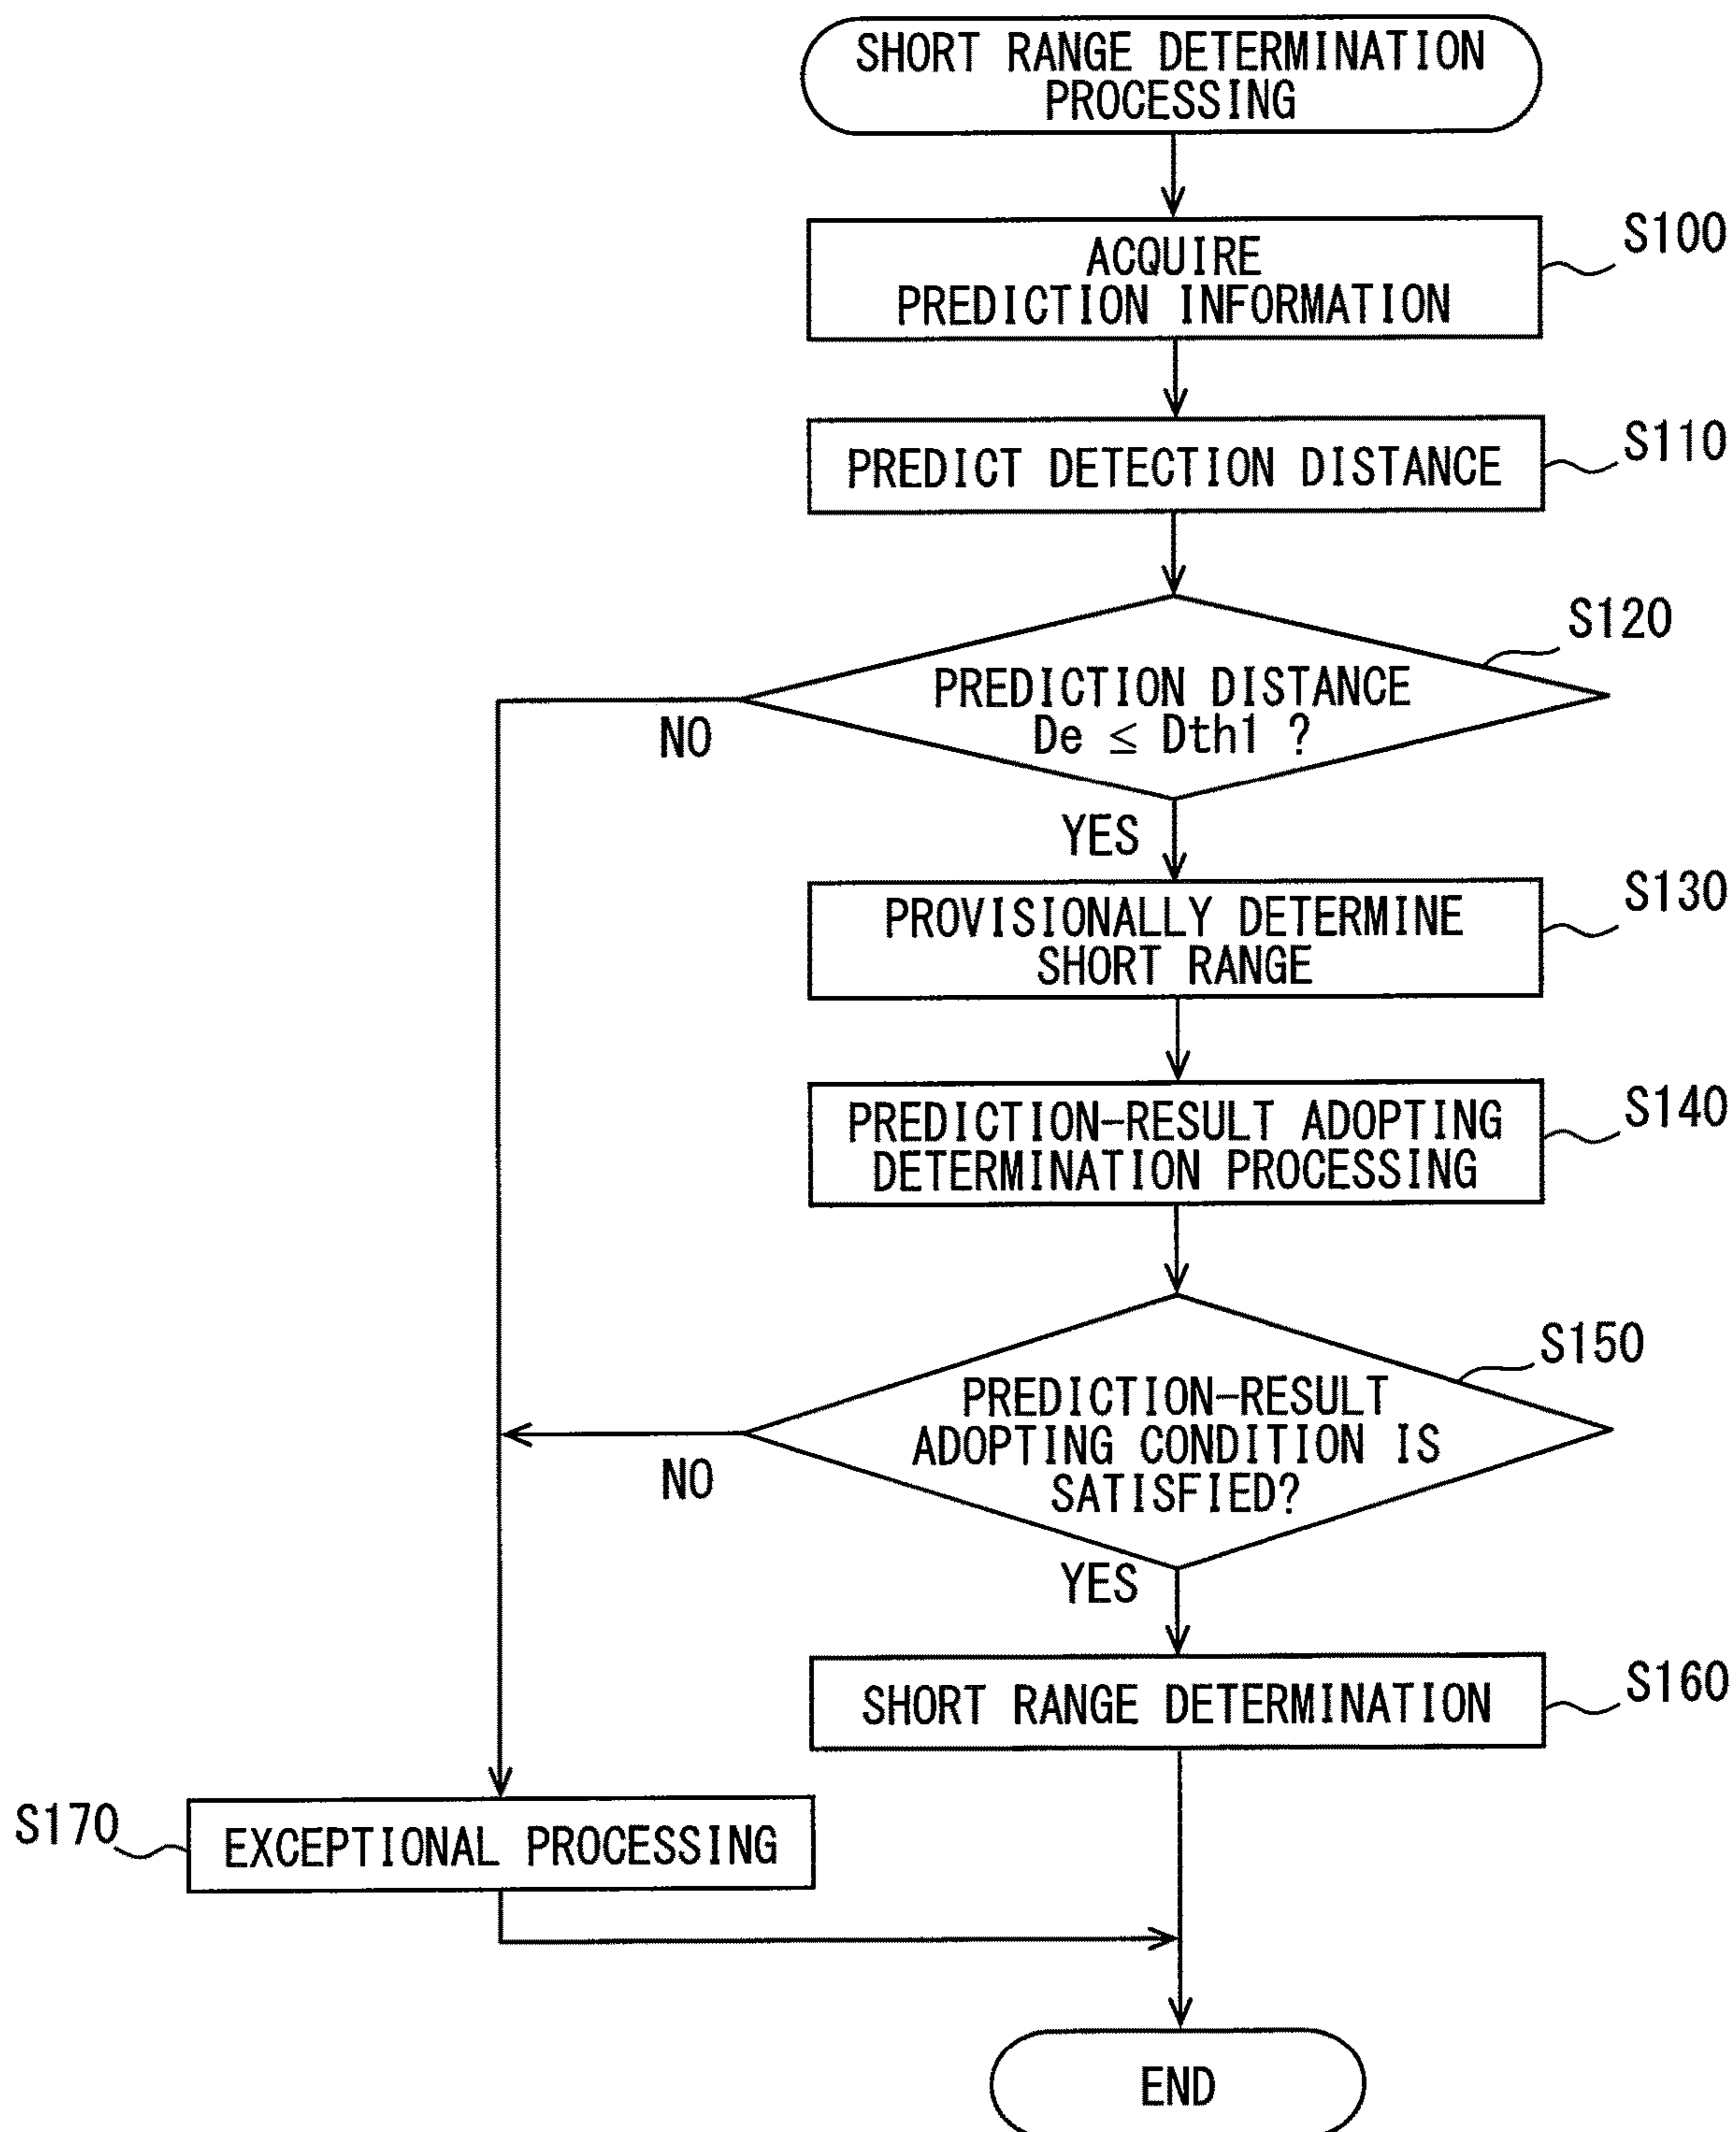 SHORT RANGE DETERMINATION
PROCESSING
ACQUIRE
PREDICTION INFORMATION
S100
PREDICT DETECTION DISTANCE
S110
PREDICTION DISTANCE
De ≤ Dth1 ?
S120
NO
YES
PROVISIONALLY DETERMINE
SHORT RANGE
S130
PREDICTION-RESULT ADOPTING
DETERMINATION PROCESSING
S140
PREDICTION-RESULT
ADOPTING CONDITION IS
SATISFIED?
S150
NO
YES
SHORT RANGE DETERMINATION
S160
S170
EXCEPTIONAL PROCESSING
END